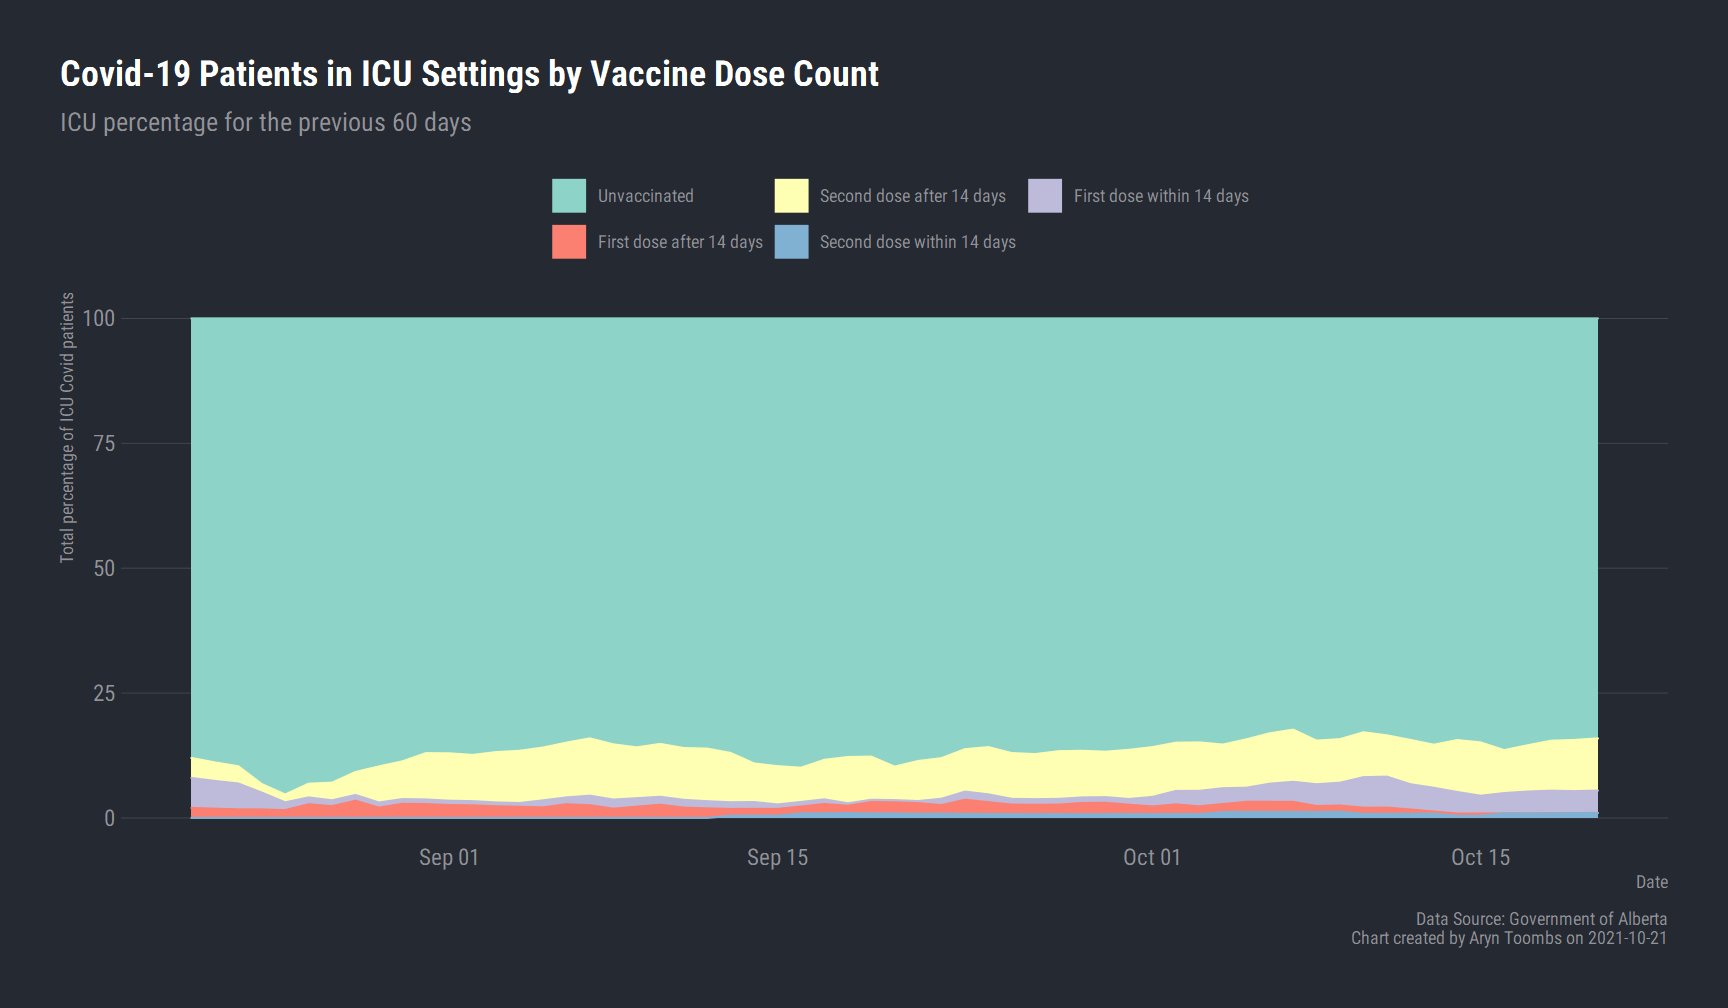 Covid-19 Patients in ICU Settings by Vaccine Dose Count
ICU percentage for the previous 60 days
Unvaccinated
Second dose after 14 days
First dose within 14 days
First dose after 14 days
Second dose within 14 days
Total percentage of ICU Covid patients
100
75
50
25
0
Sep 01
Sep 15
Oct 01
Oct 15
Date
Data Source: Government of Alberta
Chart created by Aryn Toombs on 2021-10-21